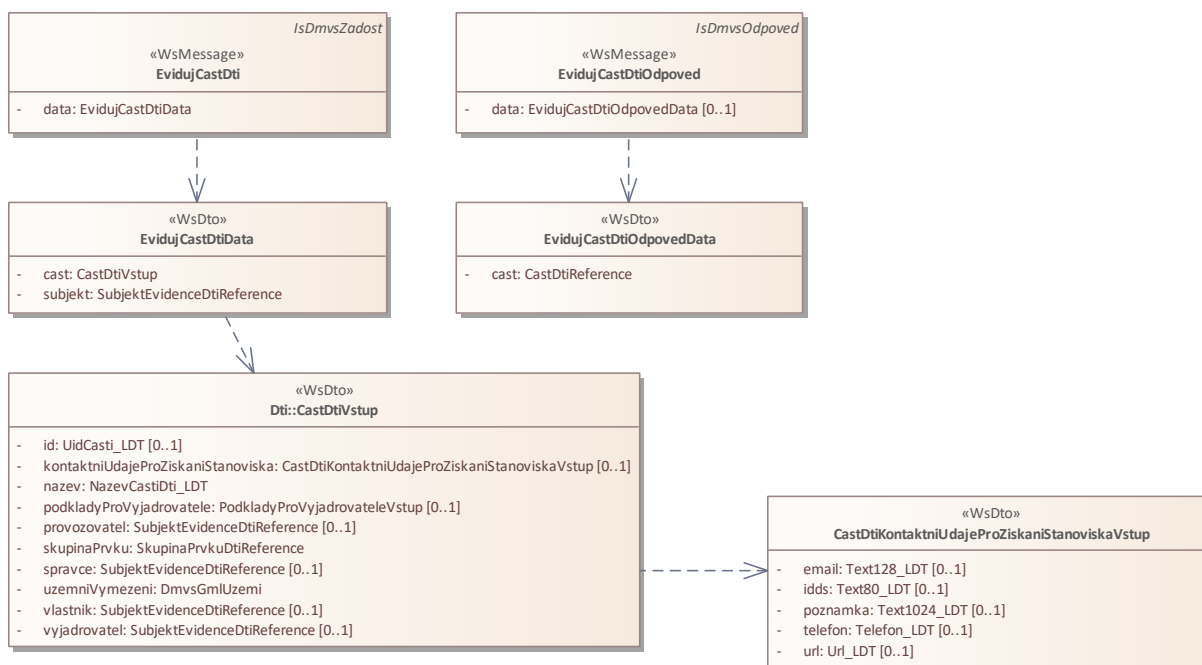 IsDmvsZadost
«WsMessage»
EvidujCastDti
- data: EvidujCastDtiData
IsDmvsOdpoved
«WsMessage»
EvidujCastDtiOdpoved
- data: EvidujCastDtiOdpovedData [0..1]
«WsDto»
EvidujCastDtiData
- cast: CastDtiVstup
- subjekt: SubjektEvidenceDtiReference
«WsDto»
EvidujCastDtiOdpovedData
- cast: CastDtiReference
«WsDto»
Dti::CastDtiVstup
- id: UidCasti_LDT [0..1]
- kontaktniUdajeProZiskaniStanoviska: CastDtiKontaktniUdajeProZiskaniStanoviskaVstup [0..1]
- nazev: NazevCastiDti_LDT
- podkladyProVyjadrovatele: PodkladyProVyjadrovateleVstup [0..1]
- provozovatel: SubjektEvidenceDtiReference [0..1]
- skupinaPrvku: SkupinaPrvkuDtiReference
- spravce: SubjektEvidenceDtiReference [0..1]
- uzemniVymezeni: DmvsGmlUzemi
- vlastnik: SubjektEvidenceDtiReference [0..1]
- vyjadrovatel: SubjektEvidenceDtiReference [0..1]
«WsDto»
CastDtiKontaktniUdajeProZiskaniStanoviskaVstup
- email: Text128_LDT [0..1]
- idds: Text80_LDT [0..1]
- poznamka: Text1024_LDT [0..1]
- telefon: Telefon_LDT [0..1]
- url: Url_LDT [0..1]